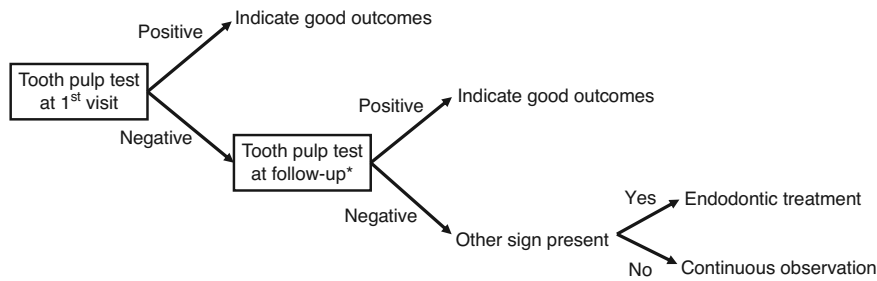 Positive
Indicate good outcomes
Tooth pulp test
at 1st visit
Negative
Positive
Indicate good outcomes
Tooth pulp test
at follow-up*
Negative
Other sign present
Yes
Endodontic treatment
No
Continuous observation